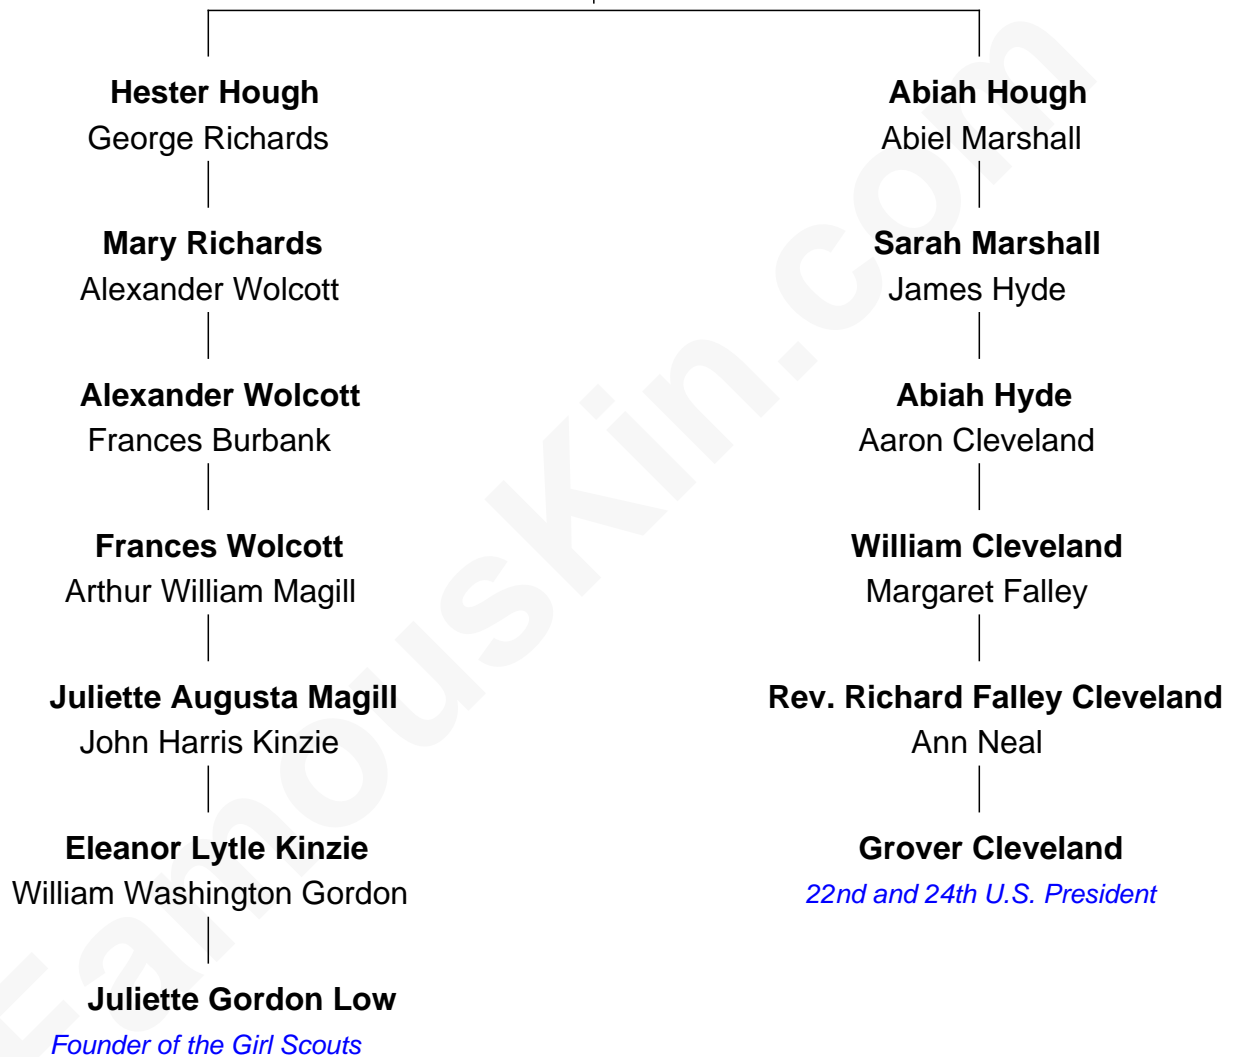 Hester Hough
George Richards
Abiah Hough
Abiel Marshall
Mary Richards
Alexander Wolcott
Sarah Marshall
James Hyde
Alexander Wolcott
Frances Burbank
Abiah Hyde
Aaron Cleveland
Frances Wolcott
Arthur William Magill
William Cleveland
Margaret Falley
Juliette Augusta Magill
John Harris Kinzie
Rev. Richard Falley Cleveland
Ann Neal
Eleanor Lytle Kinzie
William Washington Gordon
Grover Cleveland
22nd and 24th U.S. President
Juliette Gordon Low
Founder of the Girl Scouts
FamousKin.com